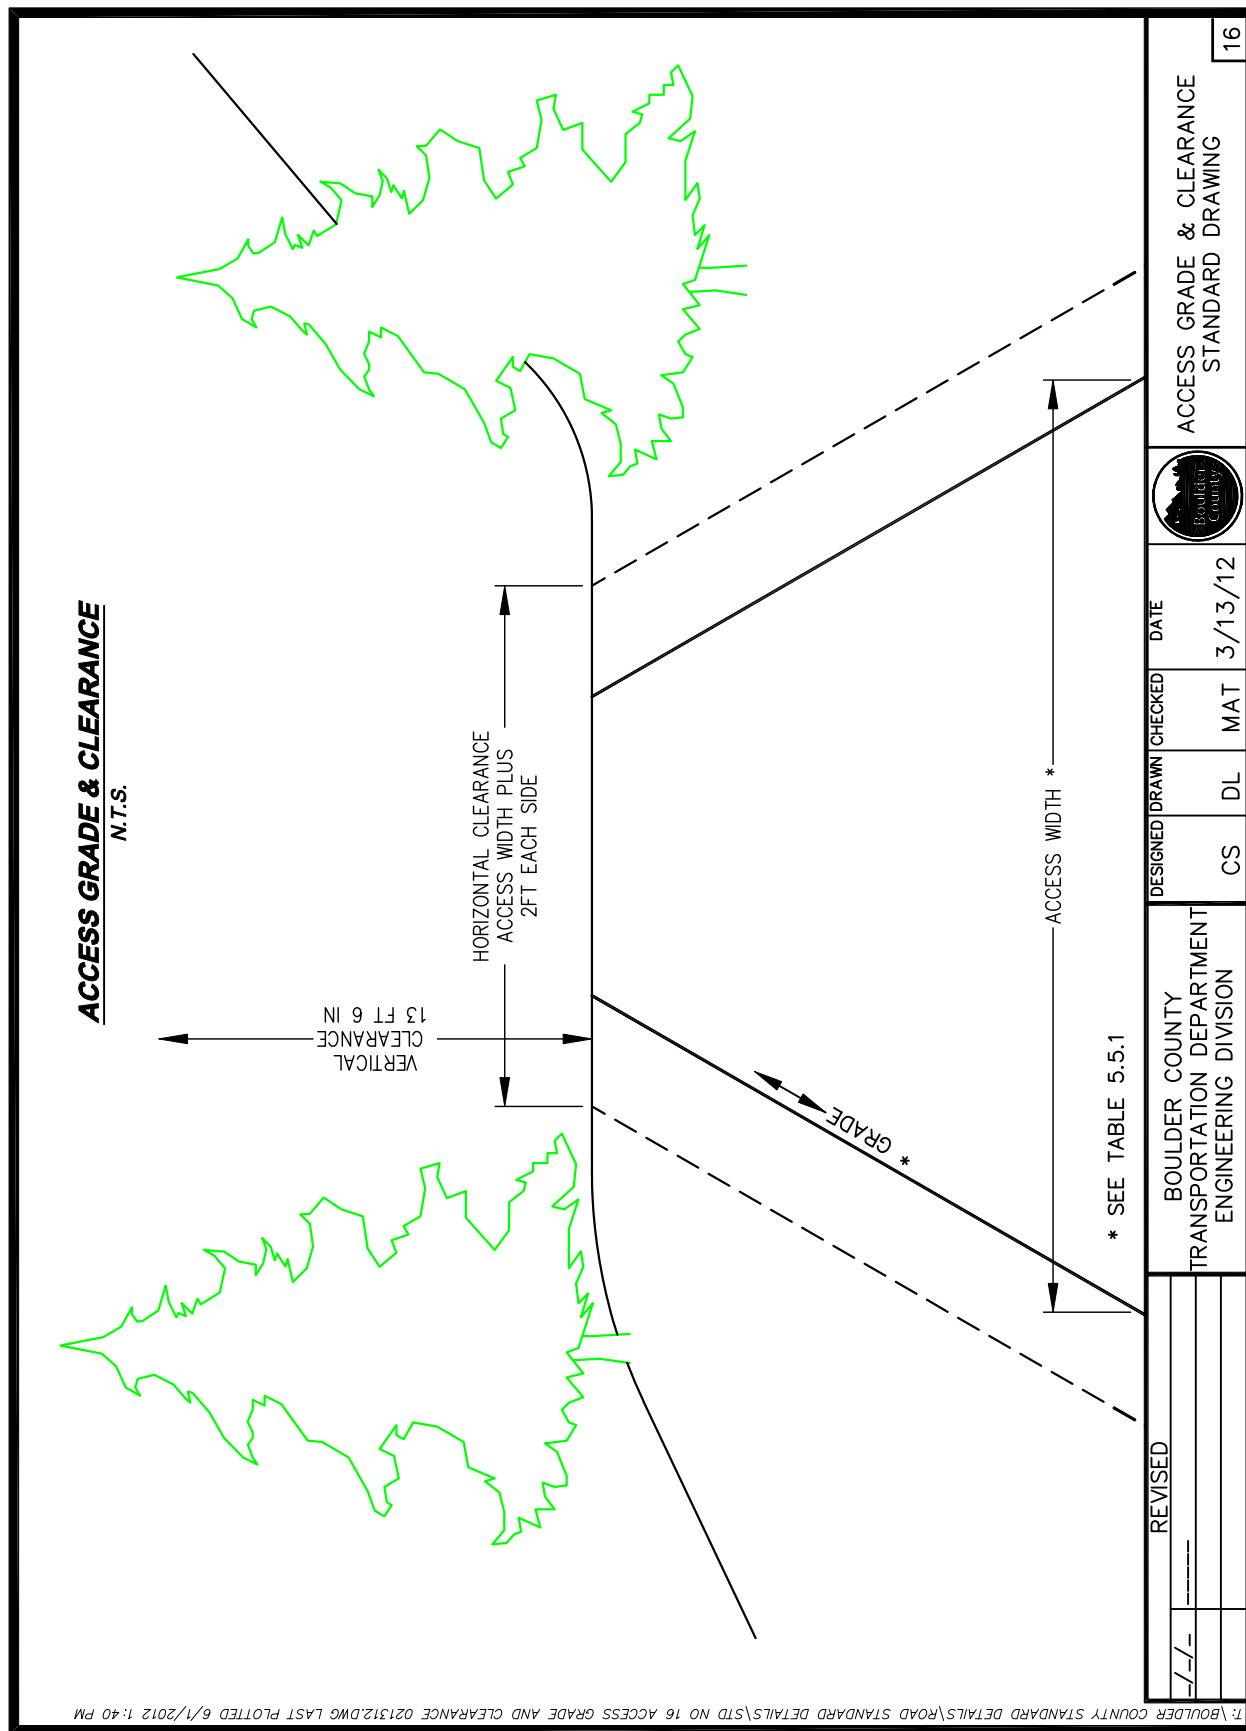 ACCESS GRADE & CLEARANCE
N.T.S.
VERTICAL
CLEARANCE
13 FT 6 IN
HORIZONTAL CLEARANCE
ACCESS WIDTH PLUS
2FT EACH SIDE
* GRADE
ACCESS WIDTH *
* SEE TABLE 5.5.1
REVISED
-/-/- ------
BOULDER COUNTY
TRANSPORTATION DEPARTMENT
ENGINEERING DIVISION
DESIGNED
CS
DRAWN
DL
CHECKED
MAT
DATE
3/13/12
Boulder
County
ACCESS GRADE & CLEARANCE
STANDARD DRAWING
16
T:\BOULDER COUNTY STANDARD DETAILS\ROAD STANDARD DETAILS\STD NO 16 ACCESS GRADE AND CLEARANCE 021312.DWG LAST PLOTTED 6/1/2012 1:40 PM